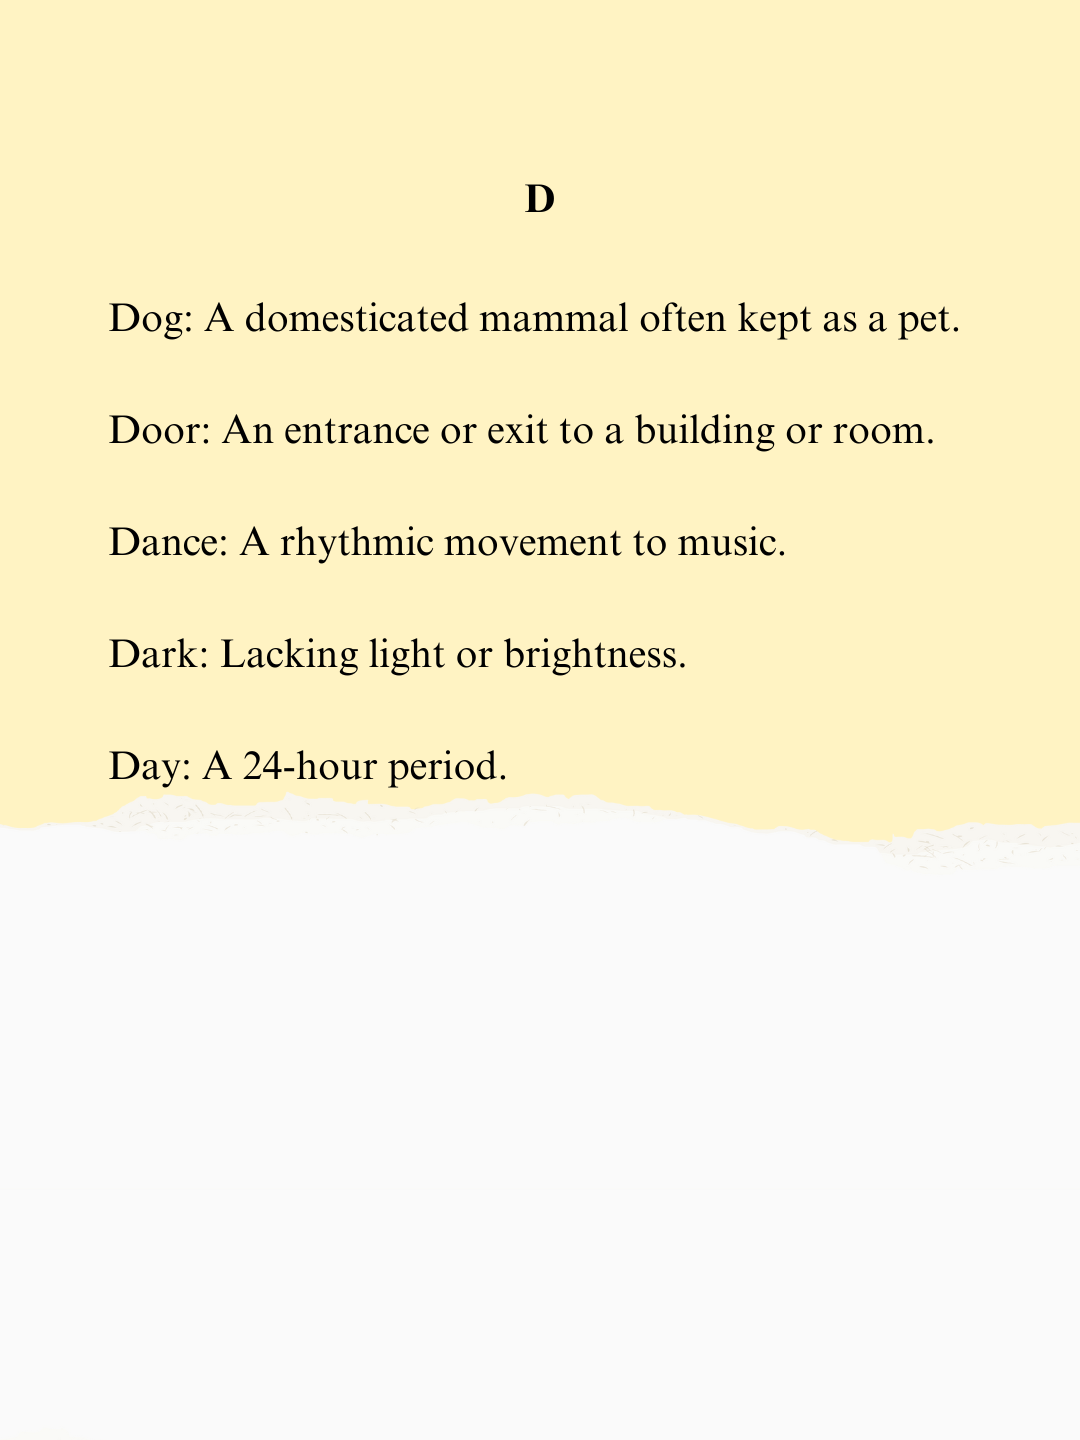 D
Dog: A domesticated mammal often kept as a pet.
Door: An entrance or exit to a building or room.
Dance: A rhythmic movement to music.
Dark: Lacking light or brightness.
Day: A 24-hour period.